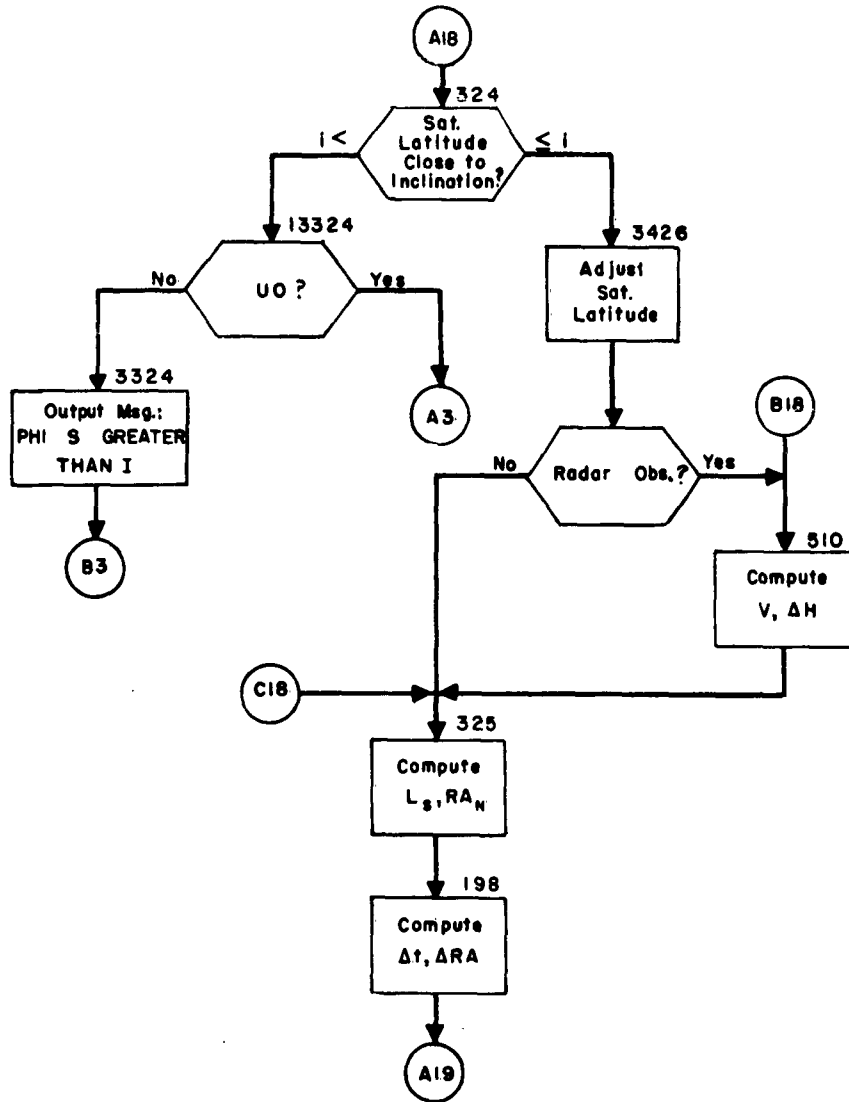 A18
324
Sat.
Latitude
Close to
Inclination?
i <
≤ i
13324
UO?
No
Yes
3426
Adjust
Sat.
Latitude
3324
Output Msg.:
PHI S GREATER
THAN I
A3
B18
B3
Radar Obs.?
No
Yes
510
Compute
V, ΔH
C18
325
Compute
L_S, RA_N
198
Compute
Δt, ΔRA
A19